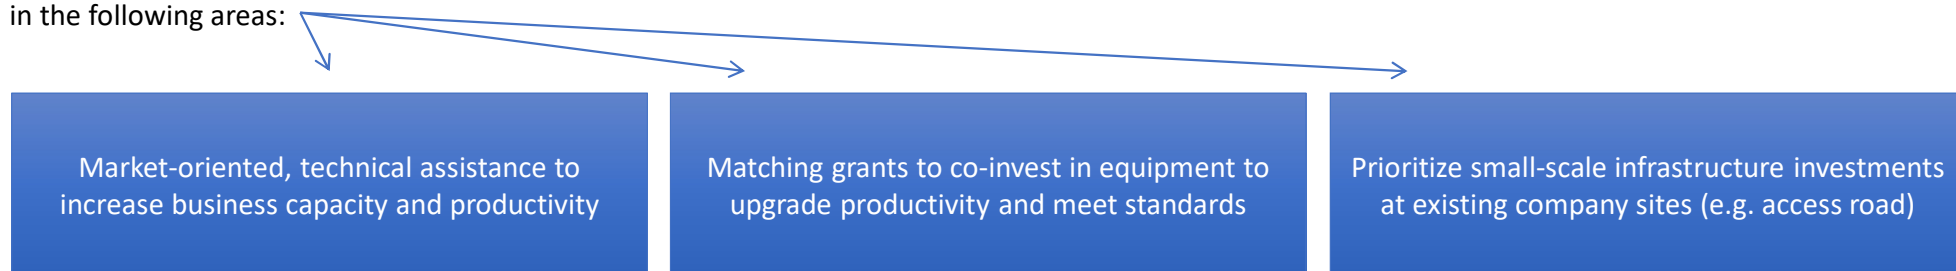 in the following areas:
Market-oriented, technical assistance to
increase business capacity and productivity
Matching grants to co-invest in equipment to
upgrade productivity and meet standards
Prioritize small-scale infrastructure investments
at existing company sites (e.g. access road)